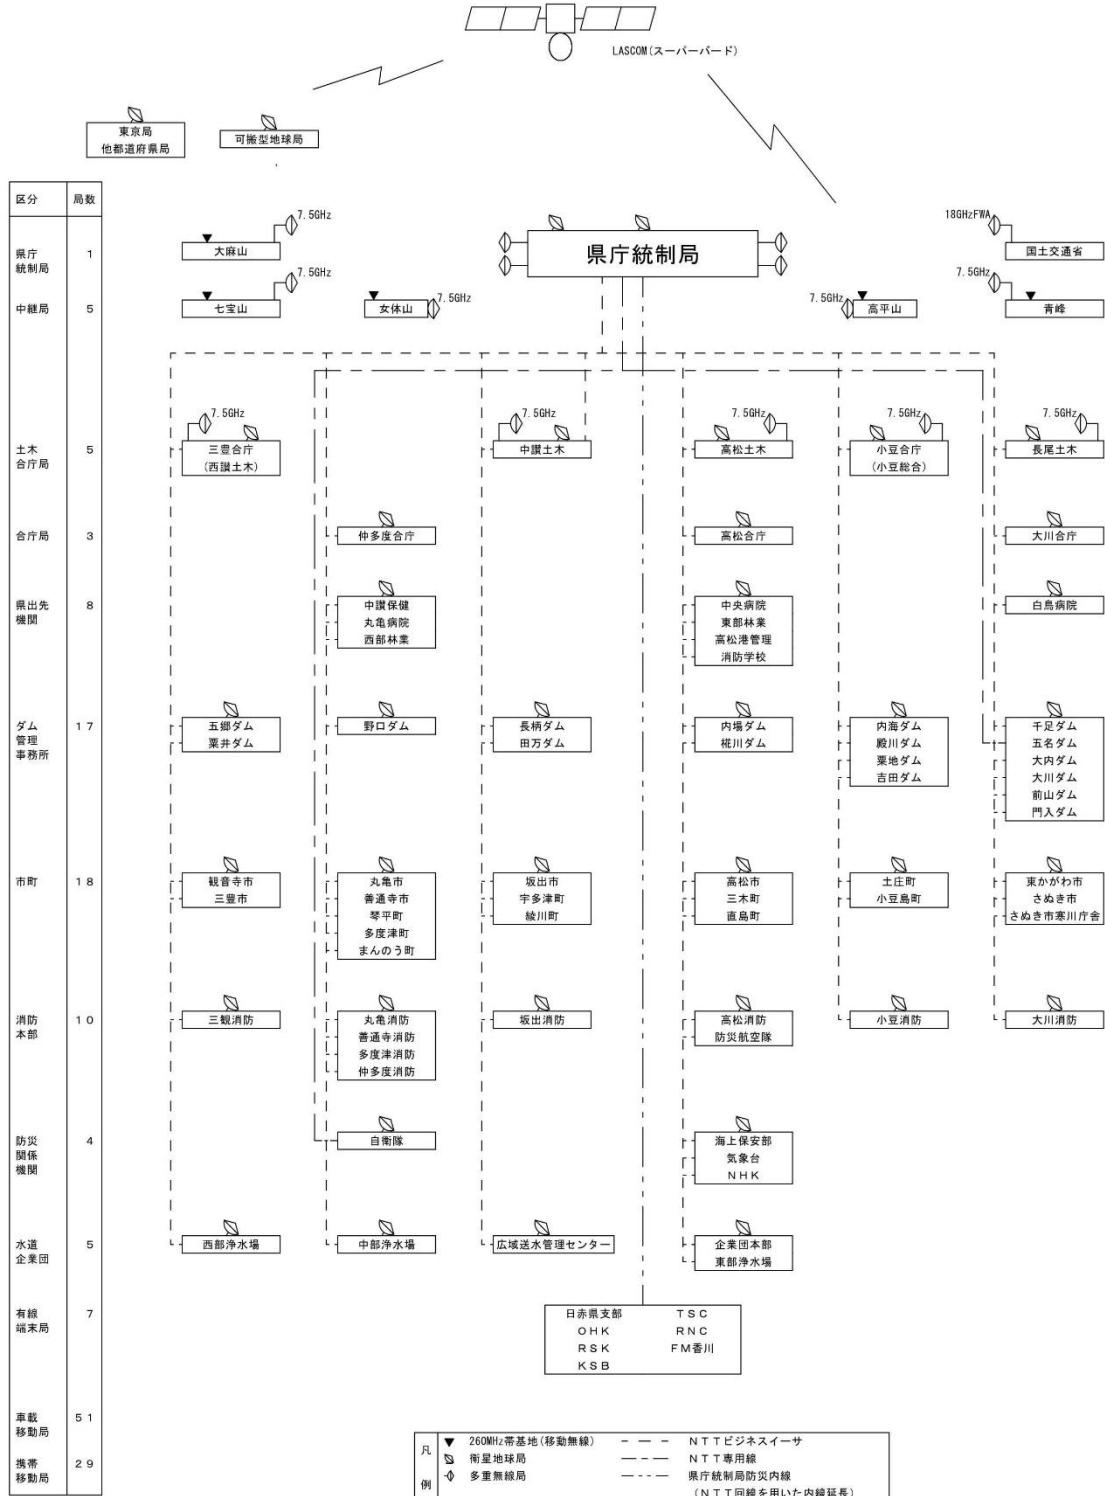 LASCOM(スーパーバード)
東京局
他都道府県局
可搬型地球局
区分 局数
県庁
統制局
1
7.5GHz
大麻山
県庁統制局
18GHzFWA
国土交通省
中継局 5
7.5GHz
七宝山
女体山
7.5GHz
7.5GHz
高平山
7.5GHz
青峰
土木
合庁局
5
7.5GHz
三豊合庁
(西讃土木)
7.5GHz
中讃土木
7.5GHz
高松土木
7.5GHz
小豆合庁
(小豆総合)
7.5GHz
長尾土木
合庁局 3
仲多度合庁
高松合庁
大川合庁
県出先
機関
8
中讃保健
丸亀病院
西部林業
中央病院
東部林業
高松港管理
消防学校
白鳥病院
ダム
管理
事務所
17
五郷ダム
粟井ダム
野口ダム
長柄ダム
田万ダム
内場ダム
椛川ダム
内海ダム
殿川ダム
粟地ダム
吉田ダム
千足ダム
五名ダム
大内ダム
大川ダム
前山ダム
門入ダム
市町 18
観音寺市
三豊市
丸亀市
善通寺市
琴平町
多度津町
まんのう町
坂出市
宇多津町
綾川町
高松市
三木町
直島町
土庄町
小豆島町
東かがわ市
さぬき市
さぬき市寒川庁舎
消防
本部
10
三観消防
丸亀消防
善通寺消防
多度津消防
仲多度消防
坂出消防
高松消防
防災航空隊
小豆消防
大川消防
防災
関係
機関
4
自衛隊
海上保安部
気象台
NHK
水道
企業団
5
西部浄水場
中部浄水場
広域送水管理センター
企業団本部
東部浄水場
有線
端末局
7
日赤県支部 TSC
OHK RNC
RSK FM香川
KSB
車載
移動局
51
携帯
移動局
29
凡例
260MHz帯基地(移動無線)
衛星地球局
多重無線局
NTTビジネスイーサ
NTT専用線
県庁統制局防災内線
(NTT回線を用いた内線延長)